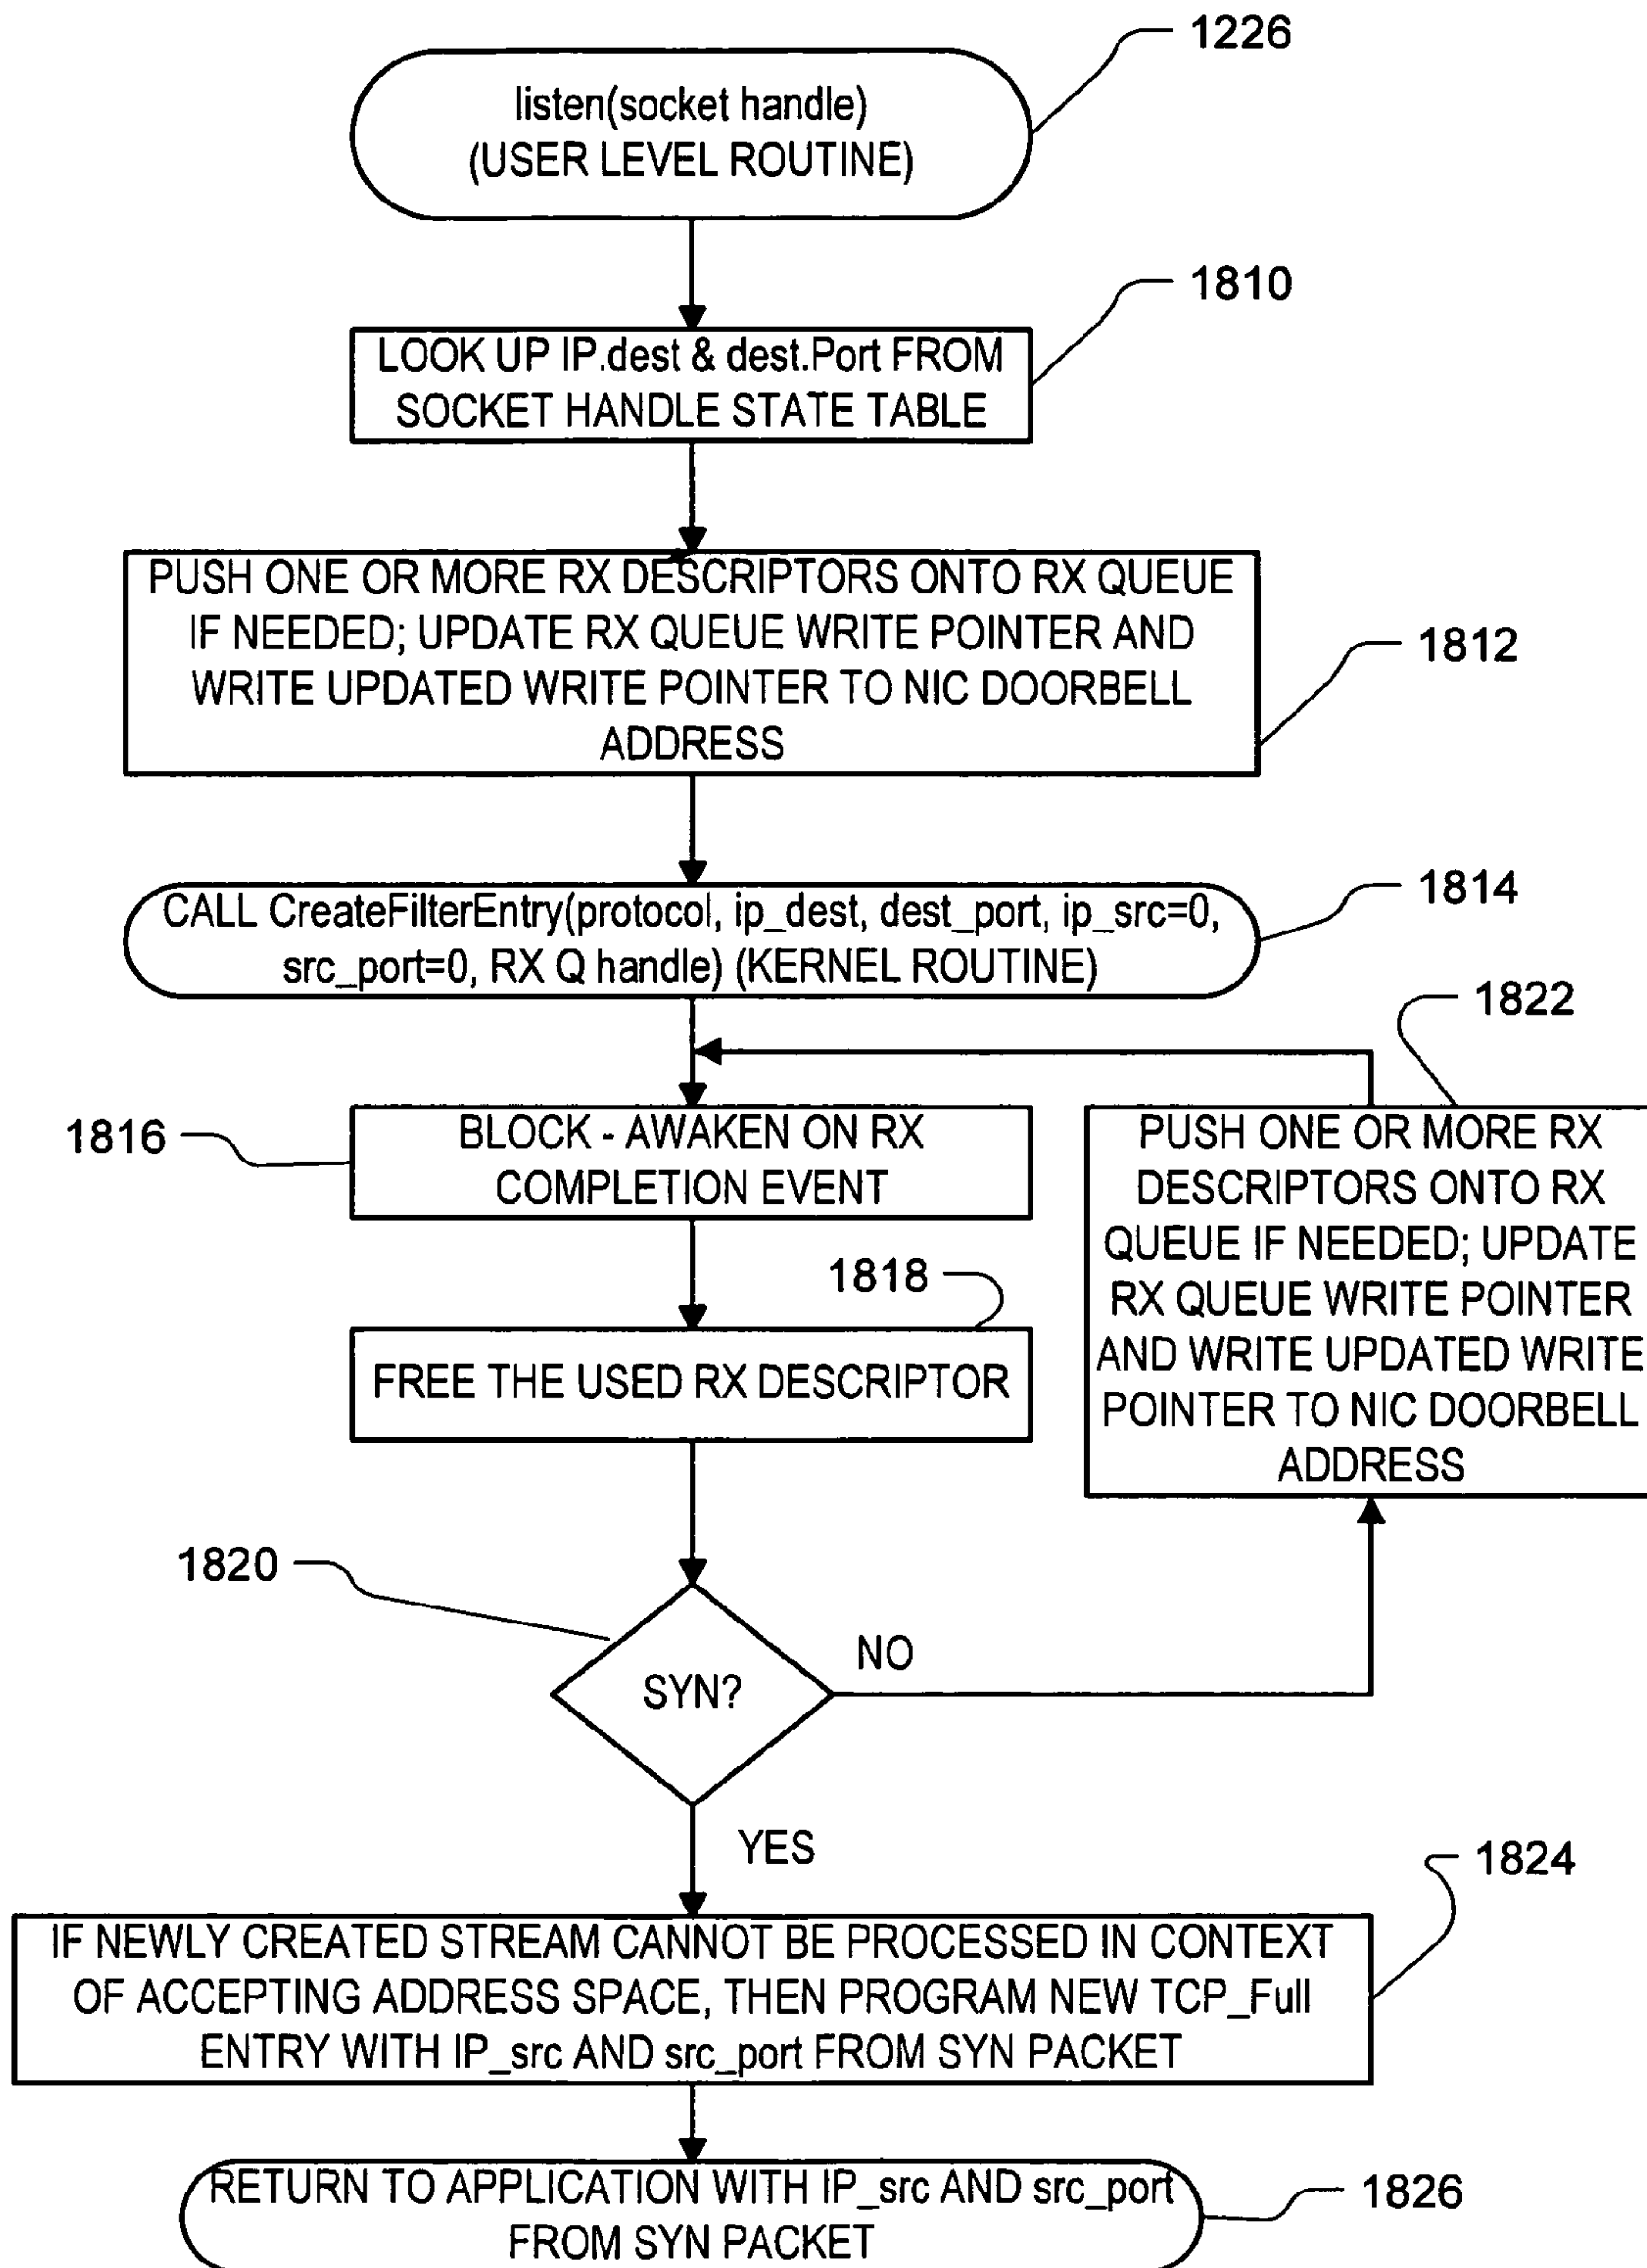 1226
listen(socket handle)
(USER LEVEL ROUTINE)
1810
LOOK UP IP.dest & dest.Port FROM
SOCKET HANDLE STATE TABLE
PUSH ONE OR MORE RX DESCRIPTORS ONTO RX QUEUE
IF NEEDED; UPDATE RX QUEUE WRITE POINTER AND
WRITE UPDATED WRITE POINTER TO NIC DOORBELL
ADDRESS
1812
CALL CreateFilterEntry(protocol, ip_dest, dest_port, ip_src=0,
src_port=0, RX Q handle) (KERNEL ROUTINE)
1814
1816
BLOCK - AWAKEN ON RX
COMPLETION EVENT
1822
PUSH ONE OR MORE RX
DESCRIPTORS ONTO RX
QUEUE IF NEEDED; UPDATE
RX QUEUE WRITE POINTER
AND WRITE UPDATED WRITE
POINTER TO NIC DOORBELL
ADDRESS
1818
FREE THE USED RX DESCRIPTOR
1820
SYN?
NO
YES
1824
IF NEWLY CREATED STREAM CANNOT BE PROCESSED IN CONTEXT
OF ACCEPTING ADDRESS SPACE, THEN PROGRAM NEW TCP_Full
ENTRY WITH IP_src AND src_port FROM SYN PACKET
RETURN TO APPLICATION WITH IP_src AND src_port
FROM SYN PACKET
1826